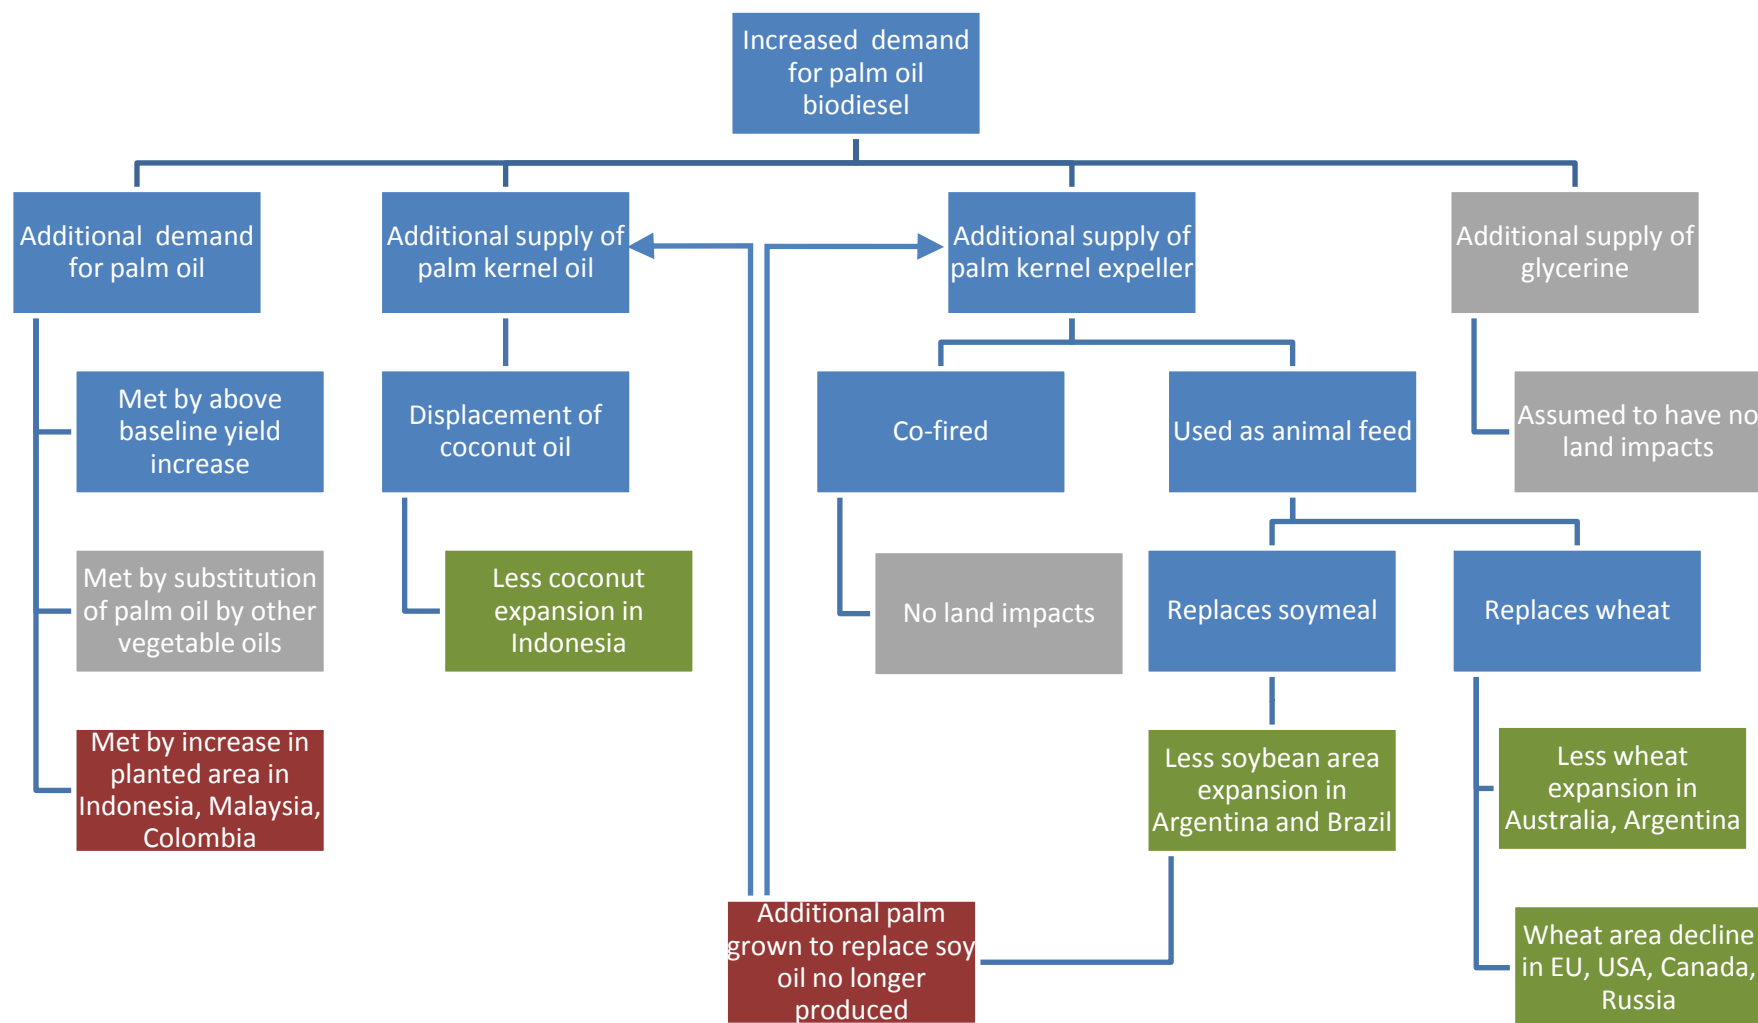 Increased demand
for palm oil
biodiesel
Additional demand
for palm oil
Additional supply of
palm kernel oil
Additional supply of
palm kernel expeller
Additional supply of
glycerine
Met by above
baseline yield
increase
Displacement of
coconut oil
Co-fired
Used as animal feed
Assumed to have no
land impacts
Met by substitution
of palm oil by other
vegetable oils
Less coconut
expansion in
Indonesia
No land impacts
Replaces soymeal
Replaces wheat
Met by increase in
planted area in
Indonesia, Malaysia,
Colombia
Less soybean area
expansion in
Argentina and Brazil
Less wheat
expansion in
Australia, Argentina
Additional palm
grown to replace soy
oil no longer
produced
Wheat area decline
in EU, USA, Canada,
Russia